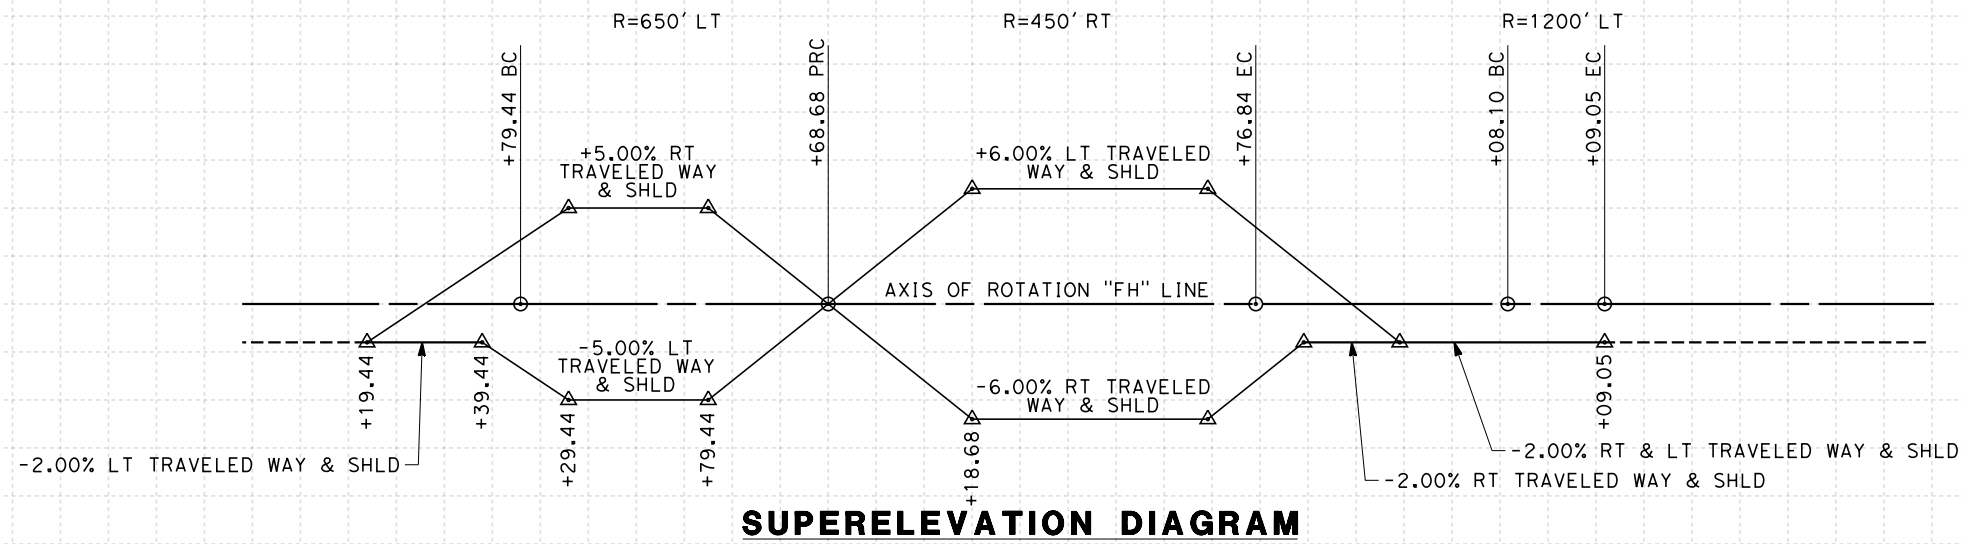 R=650' LT
R=450' RT
R=1200' LT
+79.44 BC
+68.68 PRC
+76.84 EC
+08.10 BC
+09.05 EC
+5.00% RT
TRAVELED WAY
& SHLD
+6.00% LT TRAVELED
WAY & SHLD
AXIS OF ROTATION "FH" LINE
-5.00% LT
TRAVELED WAY
& SHLD
-6.00% RT TRAVELED
WAY & SHLD
+19.44
+39.44
+29.44
+79.44
+18.68
+09.05
-2.00% LT TRAVELED WAY & SHLD
-2.00% RT & LT TRAVELED WAY & SHLD
-2.00% RT TRAVELED WAY & SHLD
SUPERELEVATION DIAGRAM